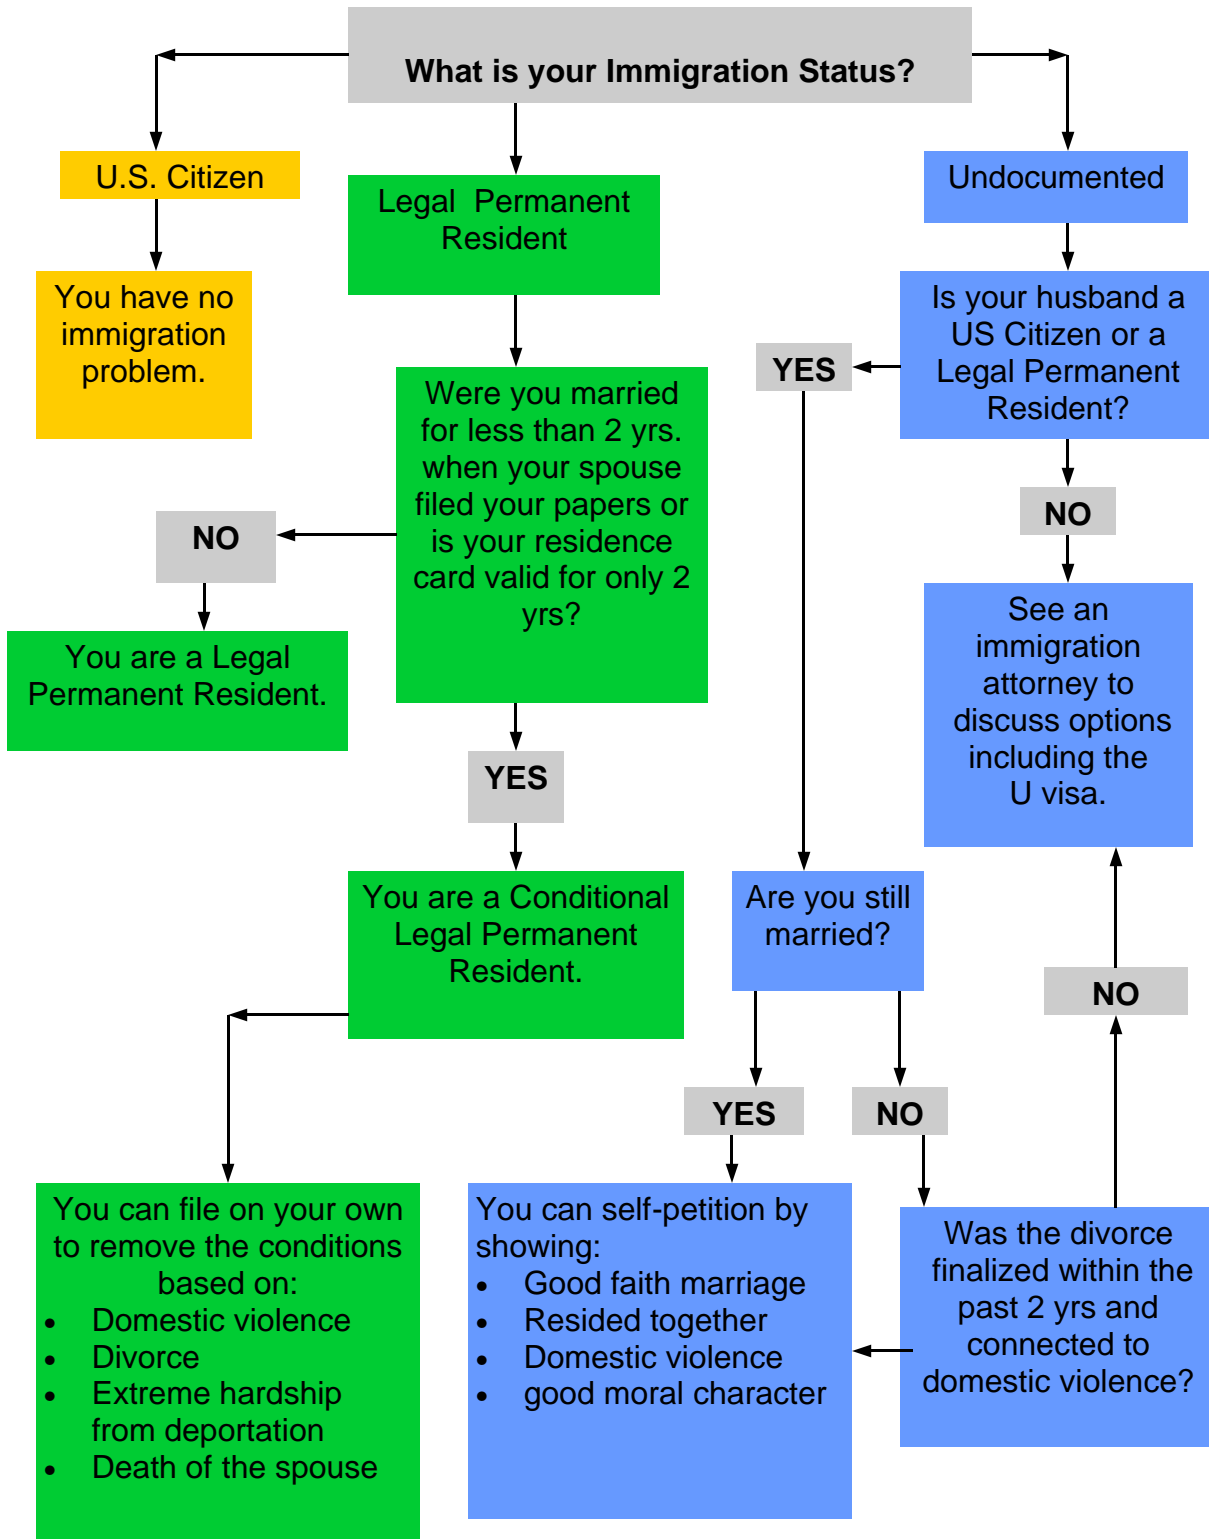 What is your Immigration Status?
U.S. Citizen
You have no
immigration
problem.
Legal Permanent
Resident
Were you married
for less than 2 yrs.
when your spouse
filed your papers or
is your residence
card valid for only 2
yrs?
NO
You are a Legal
Permanent Resident.
YES
You are a Conditional
Legal Permanent
Resident.
You can file on your own
to remove the conditions
based on:
• Domestic violence
• Divorce
• Extreme hardship
from deportation
• Death of the spouse
Undocumented
Is your husband a
US Citizen or a
Legal Permanent
Resident?
YES
NO
See an
immigration
attorney to
discuss options
including the
U visa.
Are you still
married?
YES
NO
NO
You can self-petition by
showing:
• Good faith marriage
• Resided together
• Domestic violence
• good moral character
Was the divorce
finalized within the
past 2 yrs and
connected to
domestic violence?